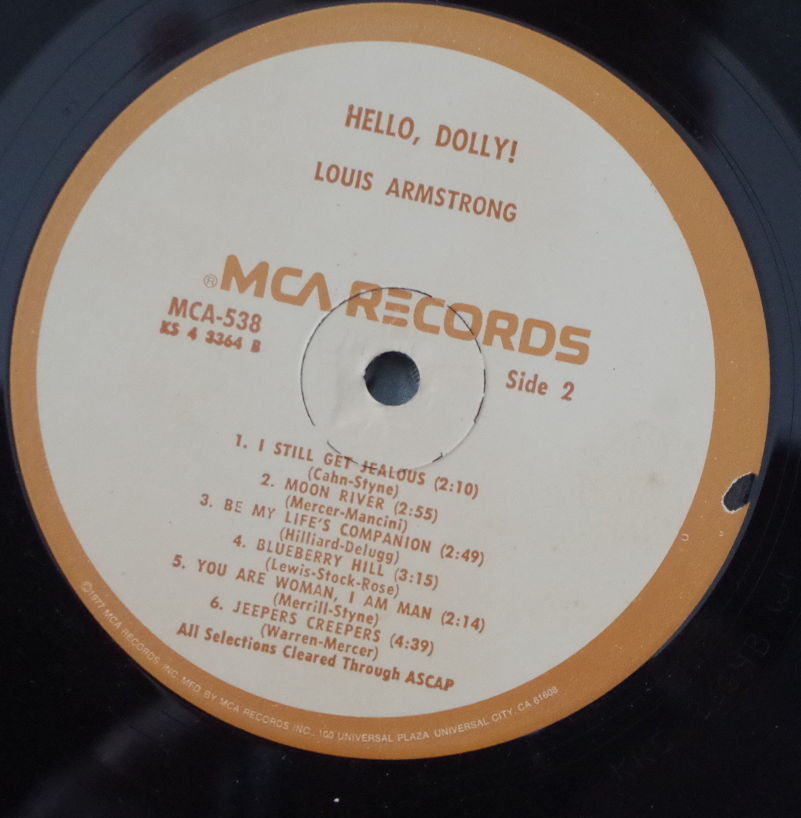 HELLO, DOLLY!
LOUIS ARMSTRONG
® MCA RECORDS
MCA-538
KS 4 3364 B
Side 2
1. I STILL GET JEALOUS (2:10)
(Cahn-Styne)
2. MOON RIVER (2:55)
(Mercer-Mancini)
3. BE MY LIFE'S COMPANION (2:49)
(Hilliard-Delugg)
4. BLUEBERRY HILL (3:15)
(Lewis-Stock-Rose)
5. YOU ARE WOMAN, I AM MAN (2:14)
(Merrill-Styne)
6. JEEPERS CREEPERS (4:39)
(Warren-Mercer)
All Selections Cleared Through ASCAP
©1977 MCA RECORDS INC. MFD BY MCA RECORDS INC., 100 UNIVERSAL PLAZA UNIVERSAL CITY, CA 61608